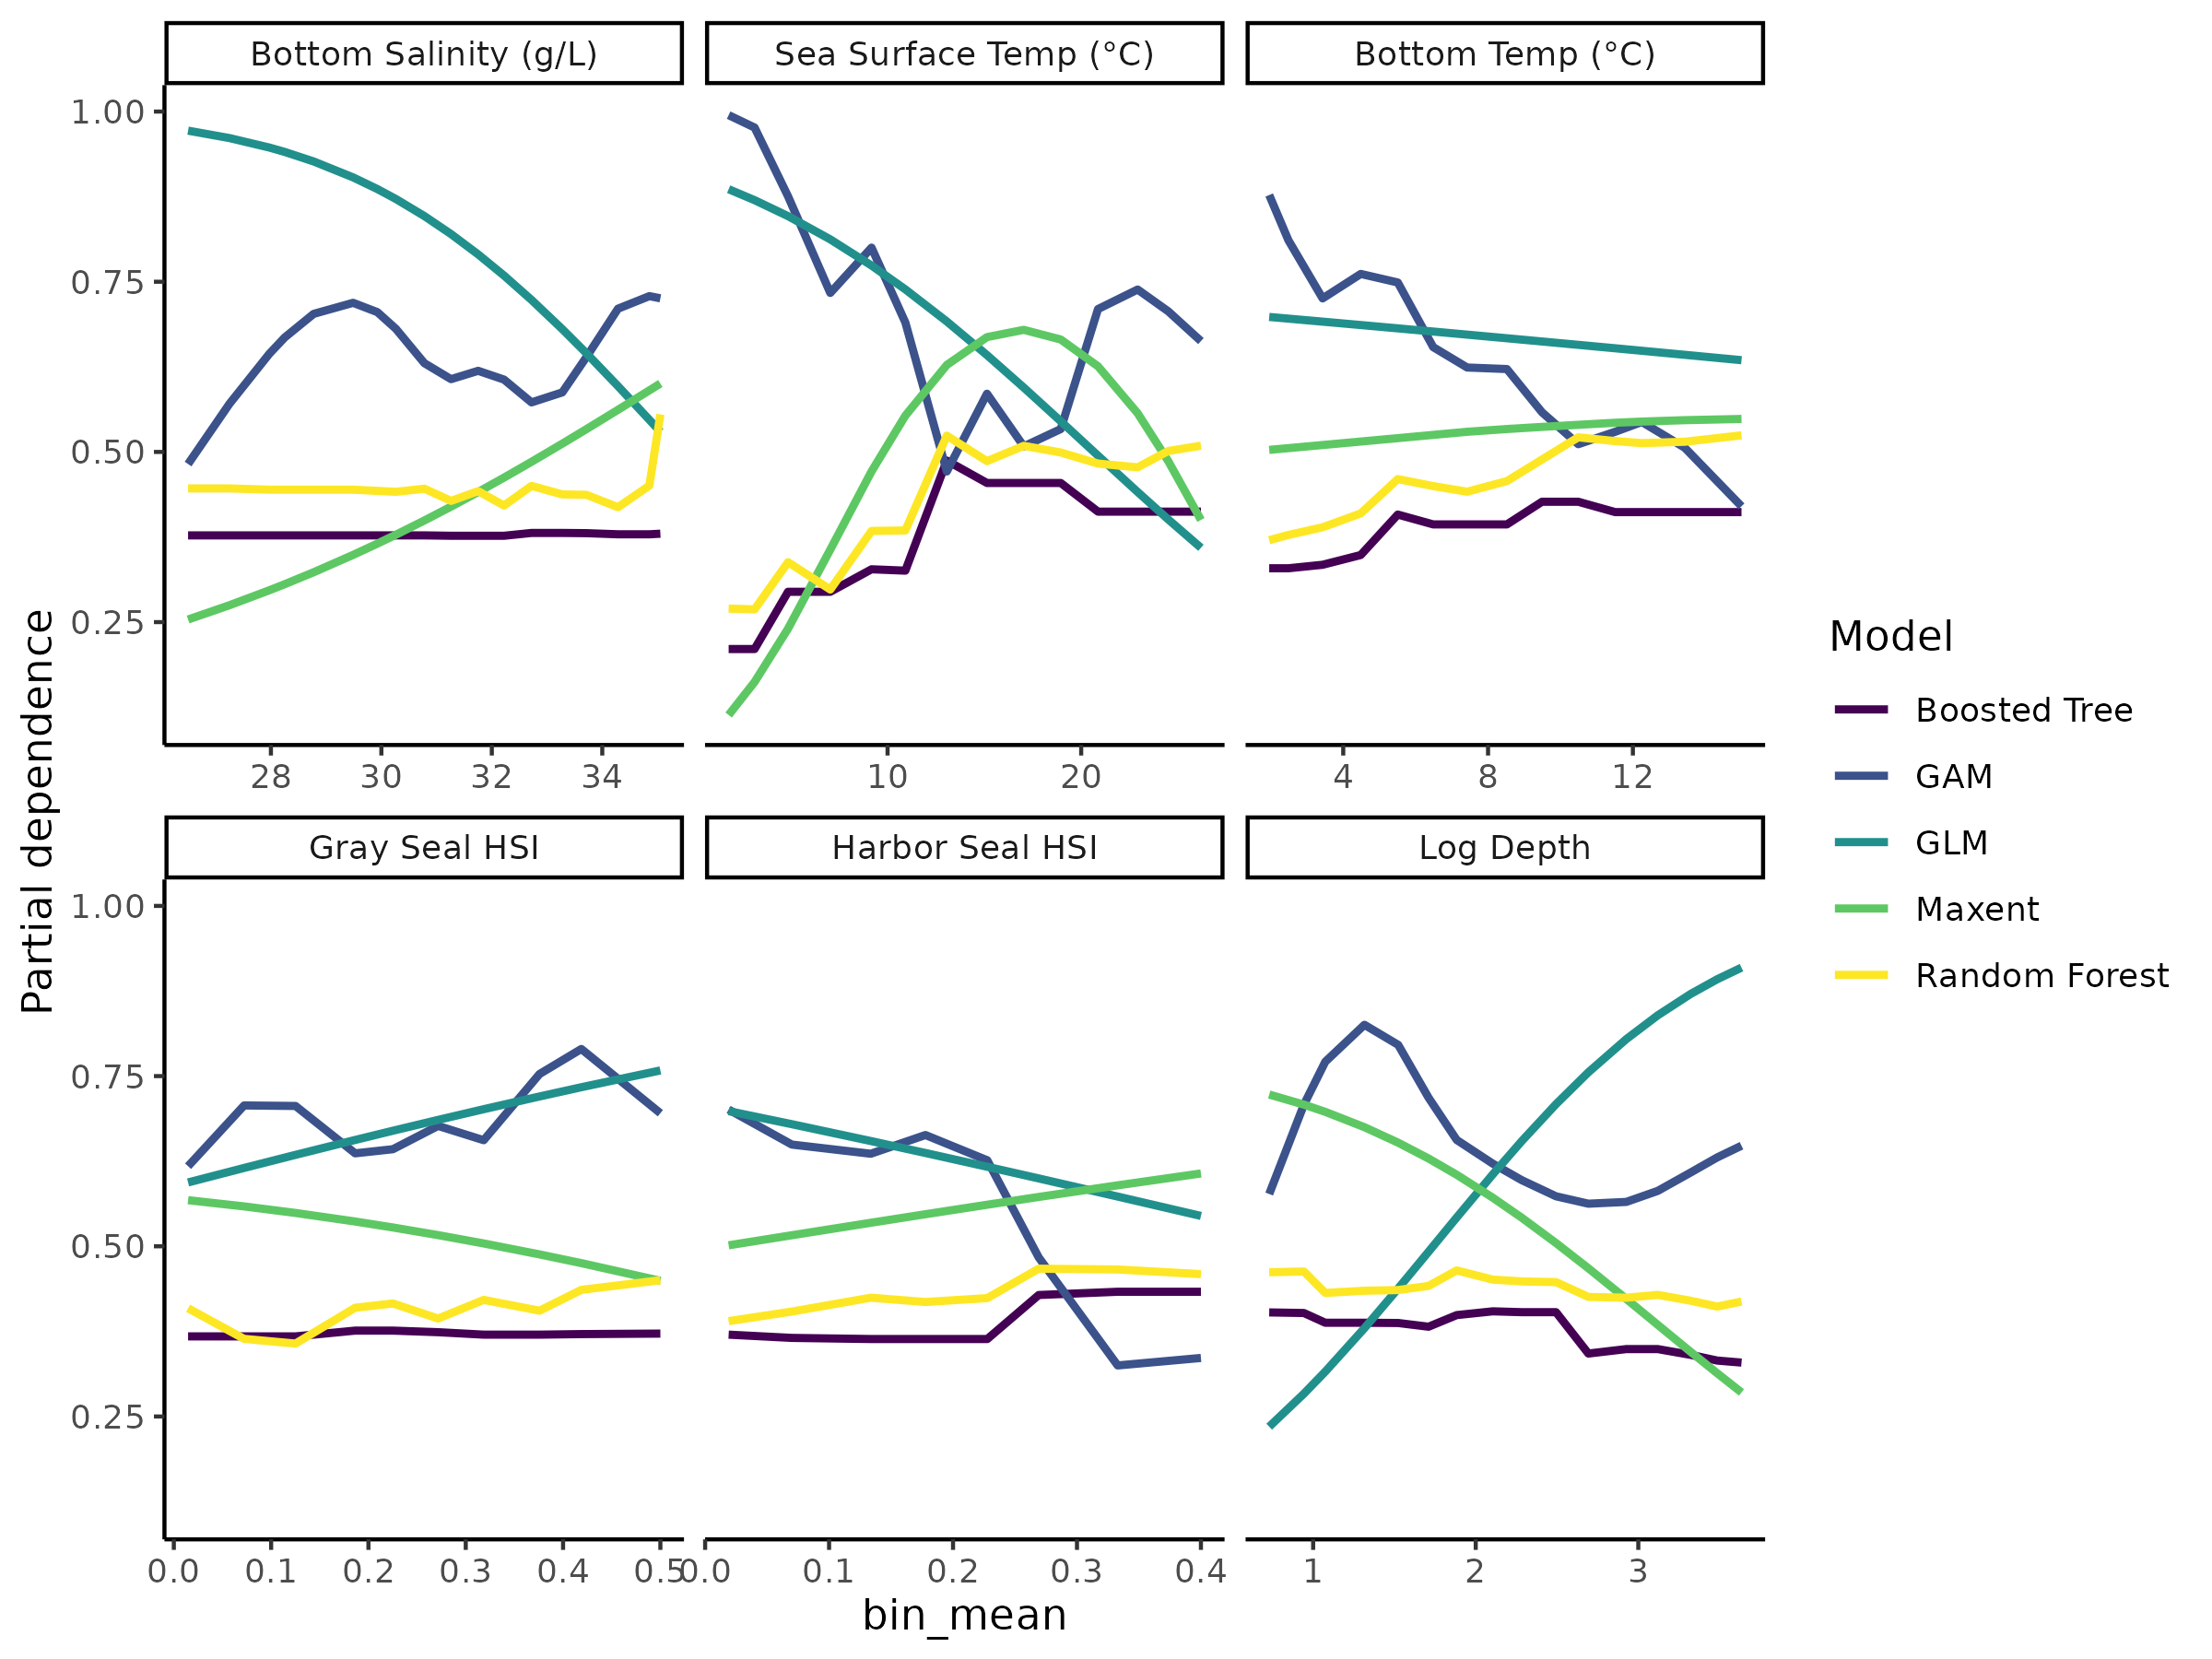 Bottom Salinity (g/L)
Sea Surface Temp (°C)
Bottom Temp (°C)
1.00
0.75
0.50
0.25
28 30 32 34
10 20
4 8 12
Partial dependence
Gray Seal HSI
Harbor Seal HSI
Log Depth
1.00
0.75
0.50
0.25
0.0 0.1 0.2 0.3 0.4 0.5
0.0 0.1 0.2 0.3 0.4
1 2 3
bin_mean
Model
Boosted Tree
GAM
GLM
Maxent
Random Forest